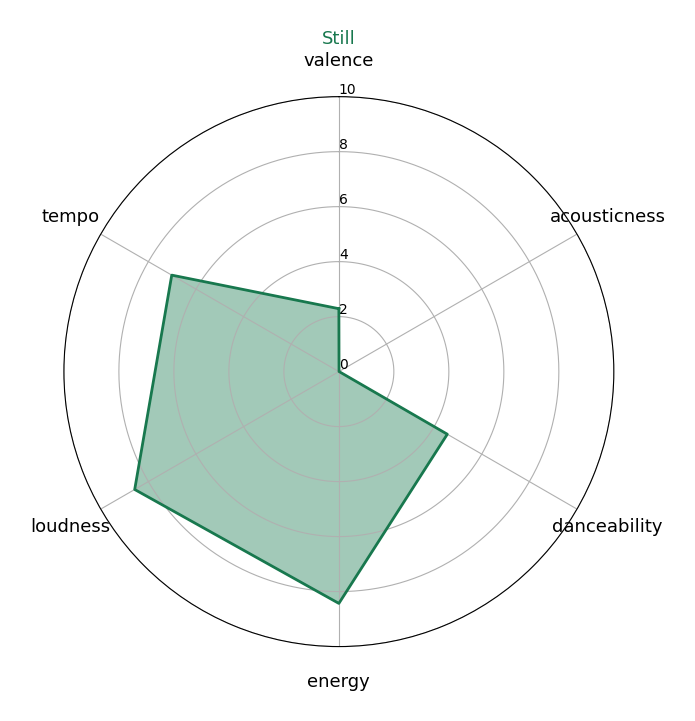 Still
valence
10
8
6
4
2
0
tempo
acousticness
loudness
danceability
energy